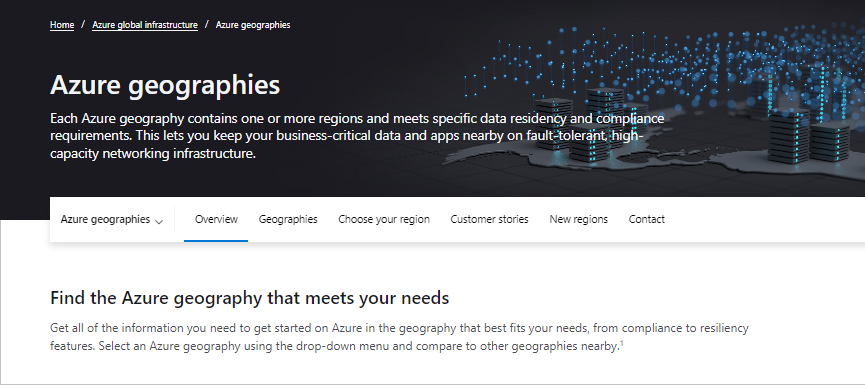 Home / Azure global infrastructure / Azure geographies
Azure geographies
Each Azure geography contains one or more regions and meets specific data residency and compliance
requirements. This lets you keep your business-critical data and apps nearby on fault-tolerant, high-
capacity networking infrastructure.
Azure geographies Overview Geographies Choose your region Customer stories New regions Contact
Find the Azure geography that meets your needs
Get all of the information you need to get started on Azure in the geography that best fits your needs, from compliance to resiliency
features. Select an Azure geography using the drop-down menu and compare to other geographies nearby.1